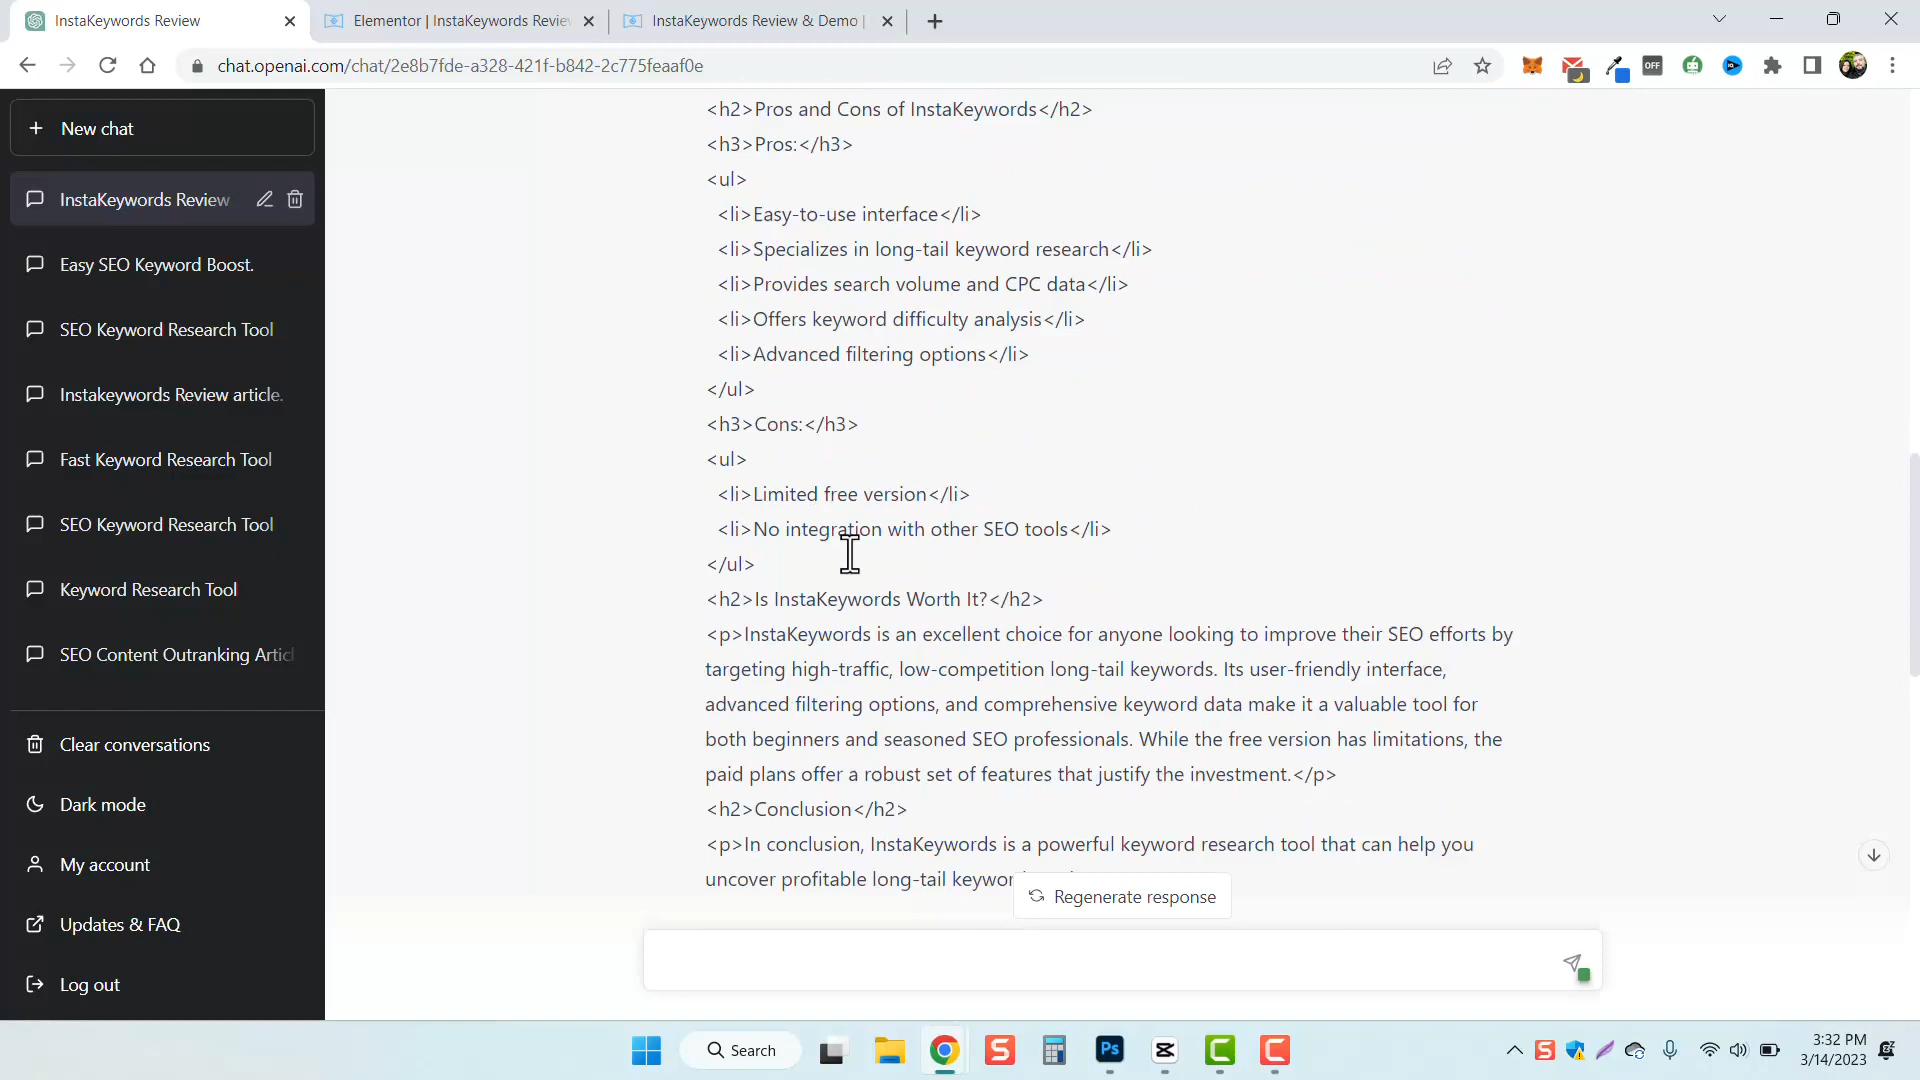 InstaKeywords Review
Elementor | InstaKeywords Revie
InstaKeywords Review & Demo |
chat.openai.com/chat/2e8b7fde-a328-421f-b842-2c775feaaf0e
OFF
New chat
InstaKeywords Review
Easy SEO Keyword Boost.
SEO Keyword Research Tool
Instakeywords Review article.
Fast Keyword Research Tool
SEO Keyword Research Tool
Keyword Research Tool
SEO Content Outranking Artic
Clear conversations
Dark mode
My account
Updates & FAQ
Log out
<h2>Pros and Cons of InstaKeywords</h2>
<h3>Pros:</h3>
<ul>
<li>Easy-to-use interface</li>
<li>Specializes in long-tail keyword research</li>
<li>Provides search volume and CPC data</li>
<li>Offers keyword difficulty analysis</li>
<li>Advanced filtering options</li>
</ul>
<h3>Cons:</h3>
<ul>
<li>Limited free version</li>
<li>No integration with other SEO tools</li>
</ul>
<h2>Is InstaKeywords Worth It?</h2>
<p>InstaKeywords is an excellent choice for anyone looking to improve their SEO efforts by
targeting high-traffic, low-competition long-tail keywords. Its user-friendly interface,
advanced filtering options, and comprehensive keyword data make it a valuable tool for
both beginners and seasoned SEO professionals. While the free version has limitations, the
paid plans offer a robust set of features that justify the investment.</p>
<h2>Conclusion</h2>
<p>In conclusion, InstaKeywords is a powerful keyword research tool that can help you
uncover profitable long-tail keywor
Regenerate response
Search
Ps
3:32 PM
3/14/2023